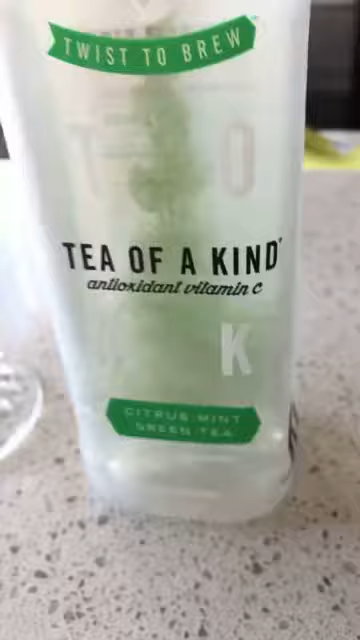 TWIST TO BREW
T O
TEA OF A KIND
antioxidant vitamin c
K
CITRUS MINT
GREEN TEA